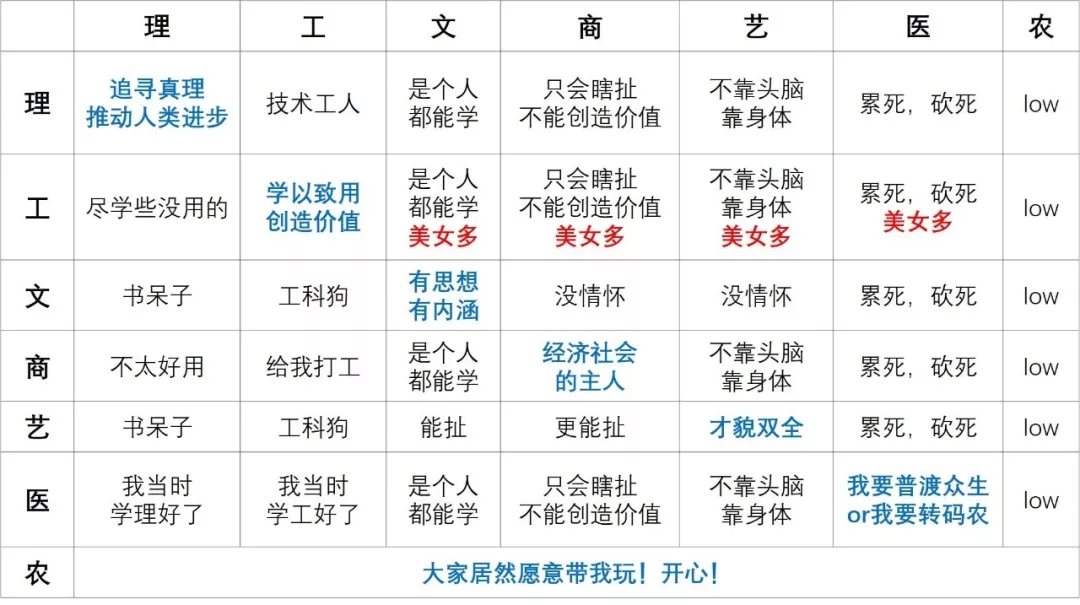 理 工 文 商 艺 医 农
理 追寻真理 推动人类进步 技术工人 是个人 都能学 只会瞎扯 不能创造价值 不靠头脑 靠身体 累死，砍死 low
工 尽学些没用的 学以致用 创造价值 是个人 都能学 美女多 只会瞎扯 不能创造价值 美女多 不靠头脑 靠身体 美女多 累死，砍死 美女多 low
文 书呆子 工科狗 有思想 有内涵 没情怀 没情怀 累死，砍死 low
商 不太好用 给我打工 是个人 都能学 经济社会 的主人 不靠头脑 靠身体 累死，砍死 low
艺 书呆子 工科狗 能扯 更能扯 才貌双全 累死，砍死 low
医 我当时 学理好了 我当时 学工好了 是个人 都能学 只会瞎扯 不能创造价值 不靠头脑 靠身体 我要普渡众生 or我要转码农 low
农 大家居然愿意带我玩！开心！